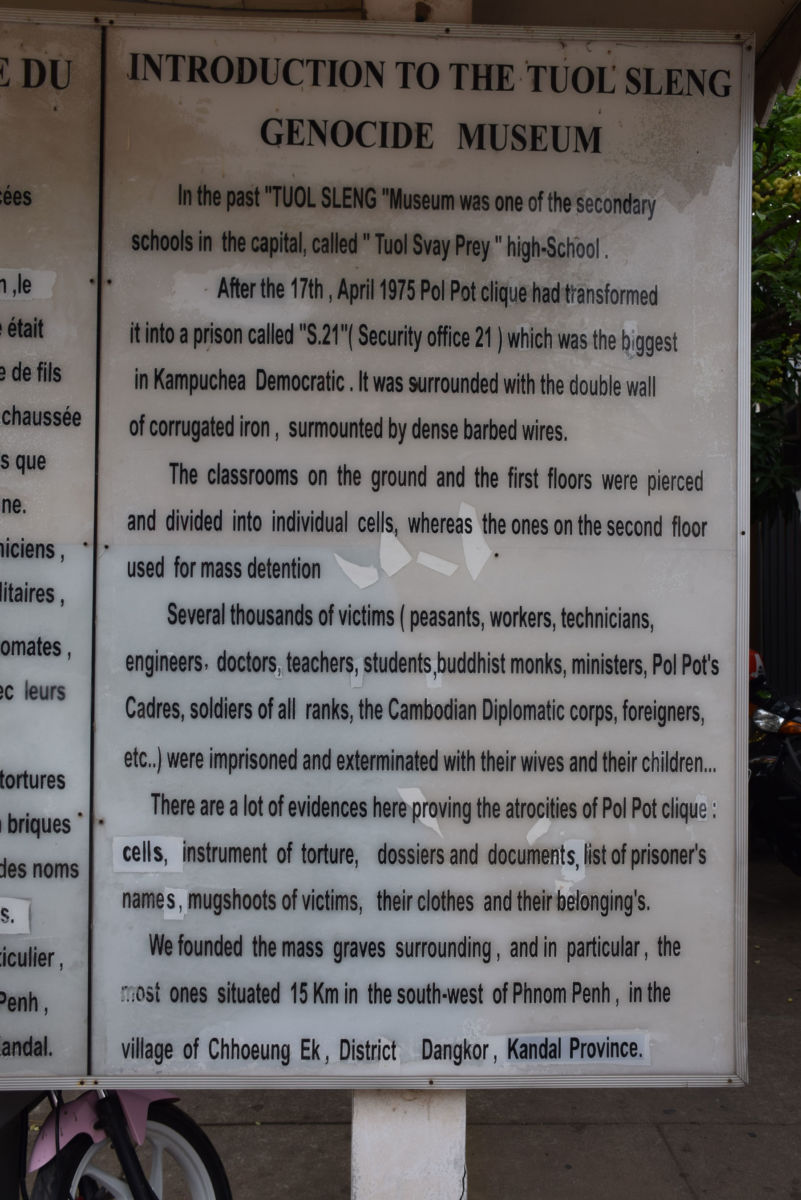 E DU
cées
n ,le
était
e de fils
chaussée
s que
ne.
niciens ,
litaires ,
omates ,
ec leurs
tortures
briques
des noms
s.
ticulier ,
Penh ,
andal.
INTRODUCTION TO THE TUOL SLENG
GENOCIDE MUSEUM
In the past "TUOL SLENG "Museum was one of the secondary
schools in the capital, called " Tuol Svay Prey " high-School .
After the 17th , April 1975 Pol Pot clique had transformed
it into a prison called "S.21"( Security office 21 ) which was the biggest
in Kampuchea Democratic . It was surrounded with the double wall
of corrugated iron , surmounted by dense barbed wires.
The classrooms on the ground and the first floors were pierced
and divided into individual cells, whereas the ones on the second floor
used for mass detention
Several thousands of victims ( peasants, workers, technicians,
engineers, doctors, teachers, students,buddhist monks, ministers, Pol Pot's
Cadres, soldiers of all ranks, the Cambodian Diplomatic corps, foreigners,
etc..) were imprisoned and exterminated with their wives and their children...
There are a lot of evidences here proving the atrocities of Pol Pot clique :
cells, instrument of torture, dossiers and documents, list of prisoner's
names, mugshoots of victims, their clothes and their belonging's.
We founded the mass graves surrounding , and in particular , the
most ones situated 15 Km in the south-west of Phnom Penh , in the
village of Chhoeung Ek , District Dangkor , Kandal Province.